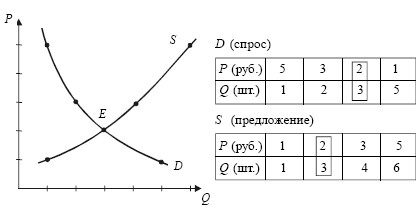 P
S
E
D
Q
D (спрос)
P (руб.) 5 3 2 1
Q (шт.) 1 2 3 5
S (предложение)
P (руб.) 1 2 3 5
Q (шт.) 1 3 4 6